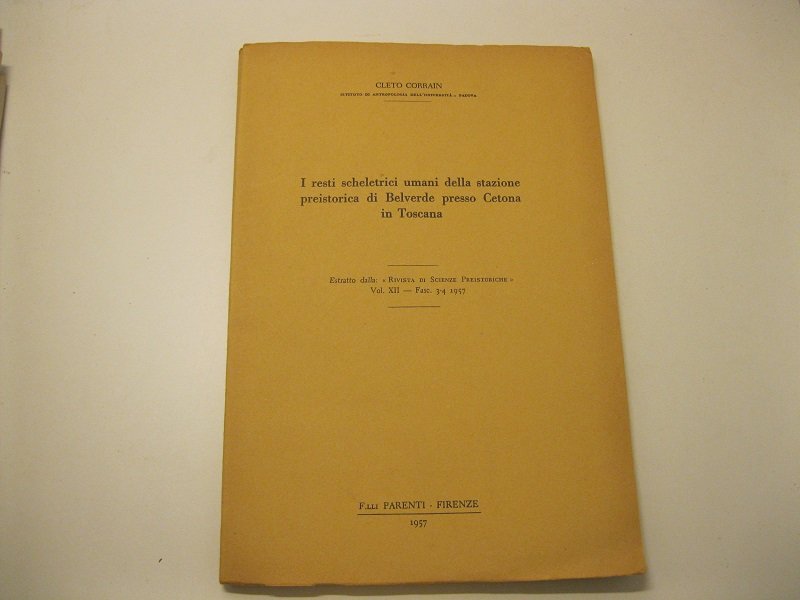 CLETO CORRAIN
ISTITUTO DI ANTROPOLOGIA DELL'UNIVERSITÀ - PADOVA
I resti scheletrici umani della stazione
preistorica di Belverde presso Cetona
in Toscana
Estratto dalla: « RIVISTA DI SCIENZE PREISTORICHE »
Vol. XII — Fasc. 3-4 1957
F.LLI PARENTI - FIRENZE
1957